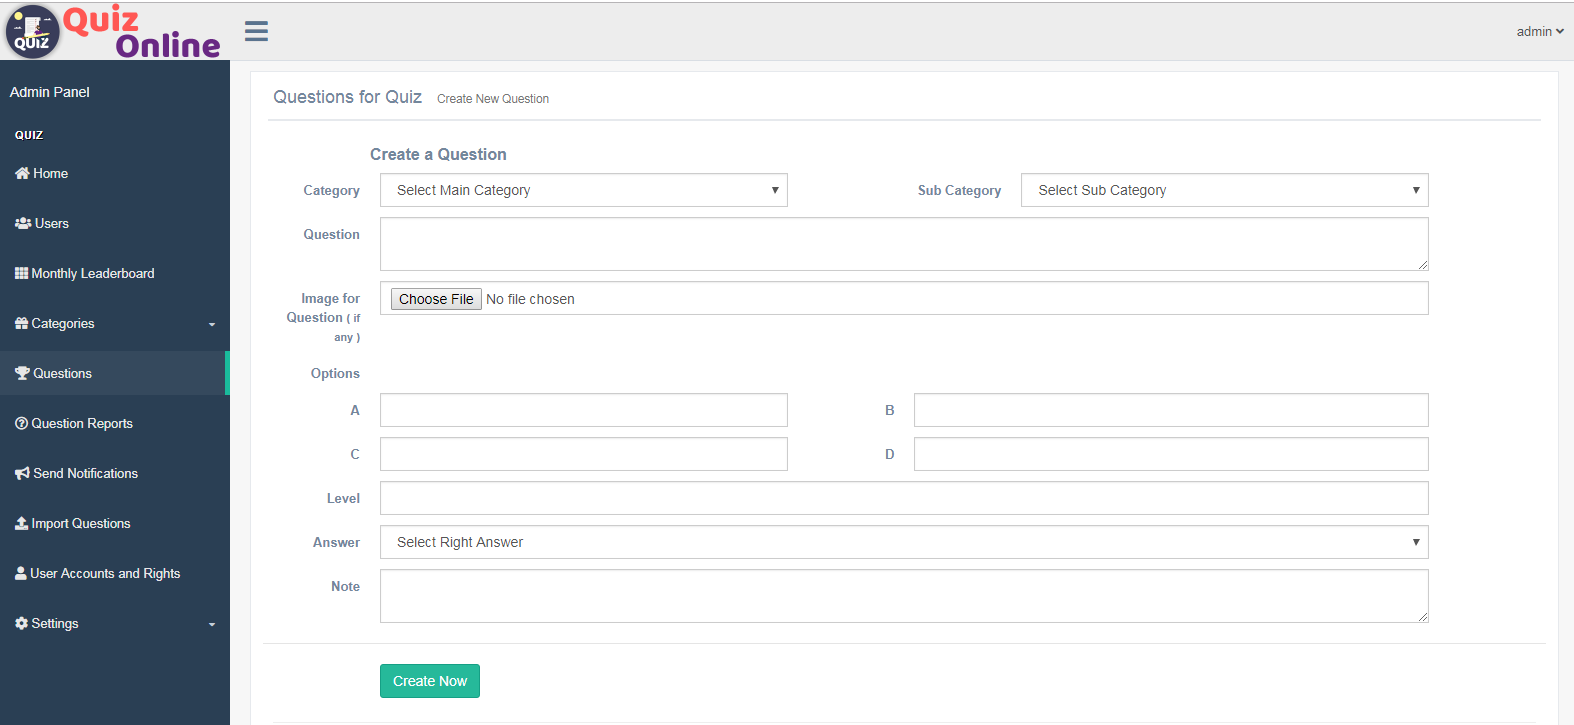 QUIZ
Quiz
Online
admin
Admin Panel
QUIZ
Home
Users
Monthly Leaderboard
Categories
Questions
Question Reports
Send Notifications
Import Questions
User Accounts and Rights
Settings
Questions for Quiz Create New Question
Create a Question
Category Select Main Category Sub Category Select Sub Category
Question
Image for
Question ( if
any )
Choose File No file chosen
Options
A B
C D
Level
Answer Select Right Answer
Note
Create Now